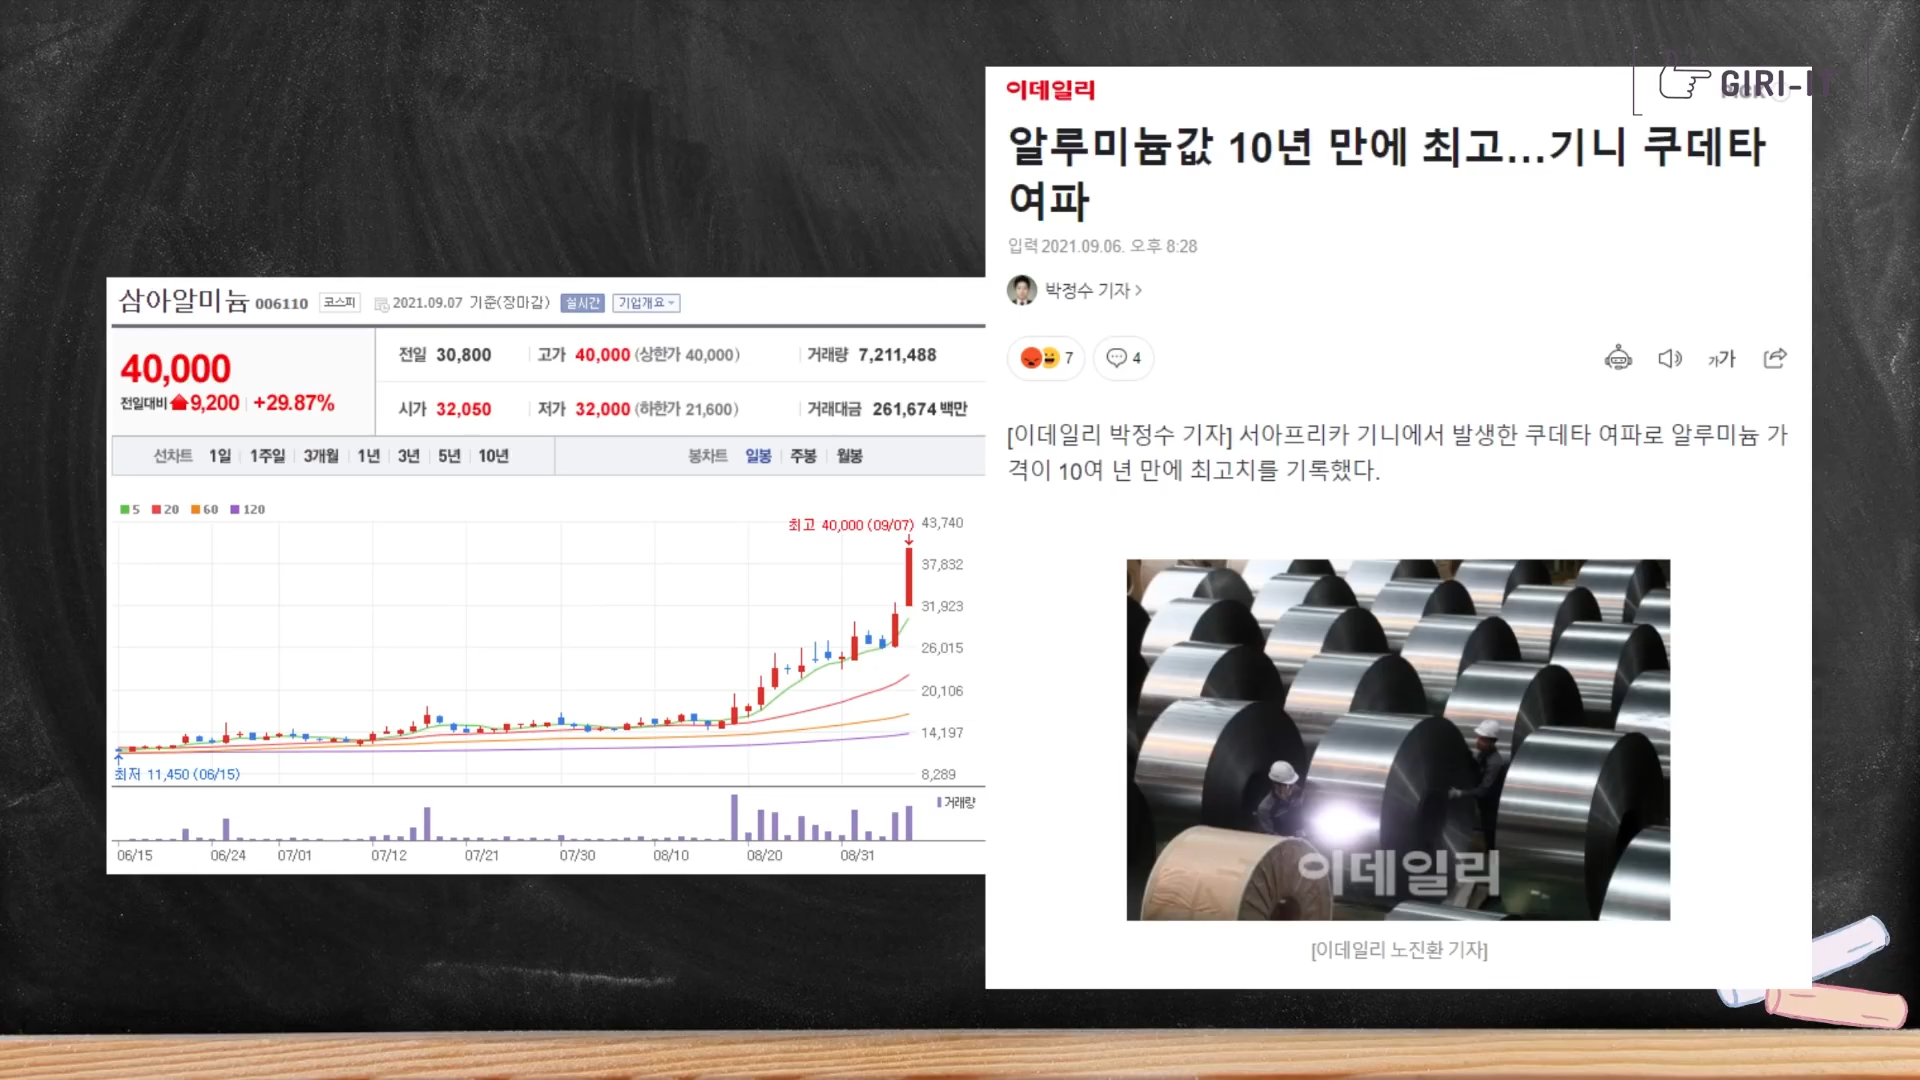 GIRI-IT
삼아알미늄 006110 코스피 2021.09.07 기준(장마감) 실시간 기업개요
40,000
전일대비 9,200 +29.87%
전일 30,800 고가 40,000 (상한가 40,000) 거래량 7,211,488
시가 32,050 저가 32,000 (하한가 21,600) 거래대금 261,674 백만
선차트 1일 1주일 3개월 1년 3년 5년 10년 봉차트 일봉 주봉 월봉
5 20 60 120
최고 40,000 (09/07)
43,740
37,832
31,923
26,015
20,106
14,197
8,289
최저 11,450 (06/15)
거래량
06/15 06/24 07/01 07/12 07/21 07/30 08/10 08/20 08/31
이데일리
알루미늄값 10년 만에 최고...기니 쿠데타
여파
입력 2021.09.06. 오후 8:28
박정수 기자
7
4
가가
[이데일리 박정수 기자] 서아프리카 기니에서 발생한 쿠데타 여파로 알루미늄 가
격이 10여 년 만에 최고치를 기록했다.
이데일리
[이데일리 노진환 기자]